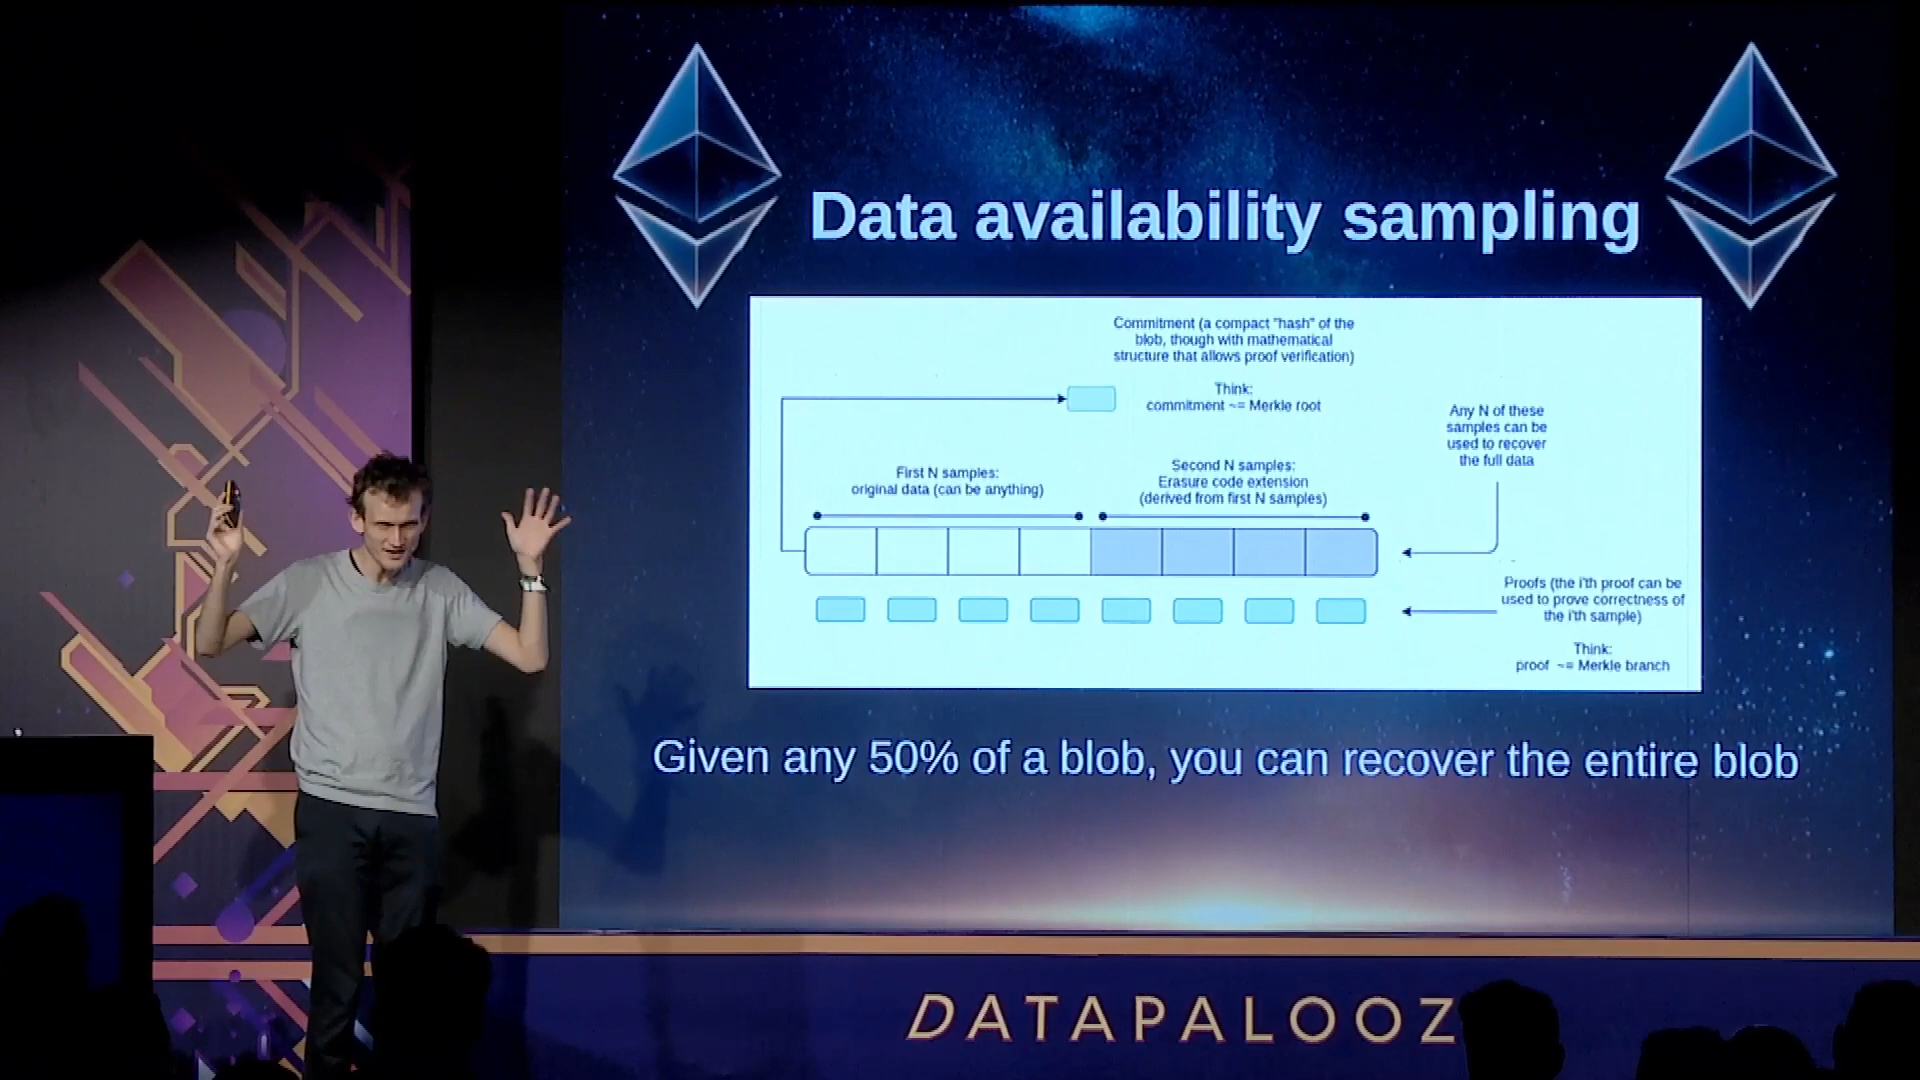 Data availability sampling
Commitment (a compact "hash" of the
blob, though with mathematical
structure that allows proof verification)
Think:
commitment ~= Merkle root
Any N of these
samples can be
used to recover
the full data
First N samples:
original data (can be anything)
Second N samples:
Erasure code extension
(derived from first N samples)
Proofs (the i'th proof can be
used to prove correctness of
the i'th sample)
Think:
proof ~= Merkle branch
Given any 50% of a blob, you can recover the entire blob
DATAPALOOZ